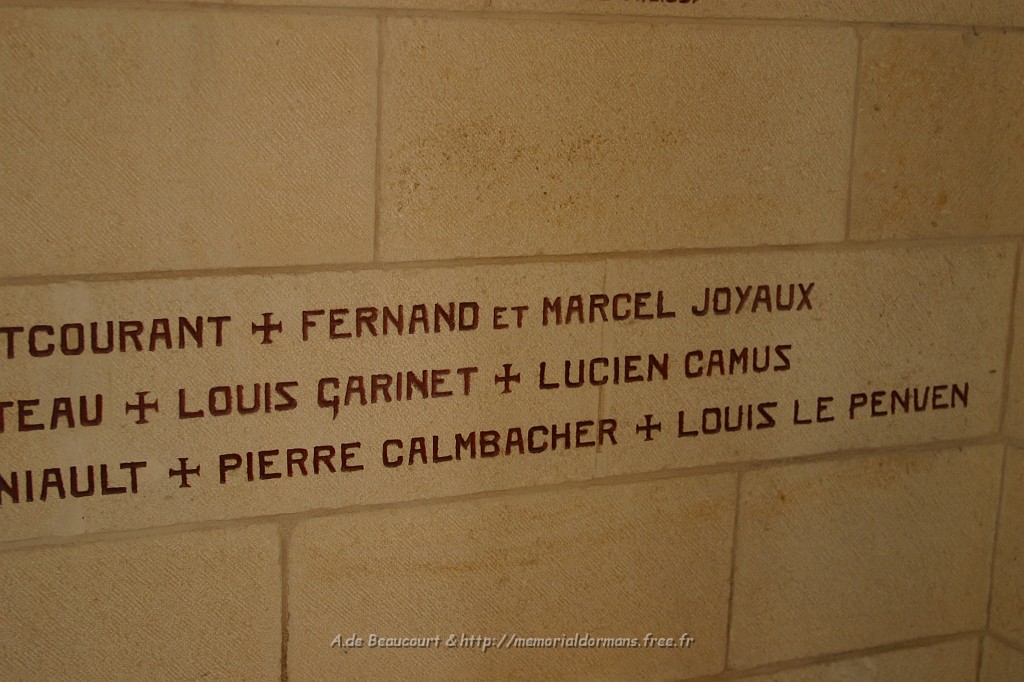 TCOURANT ✠ FERNAND ET MARCEL JOYAUX
TEAU ✠ LOUIS GARINET ✠ LUCIEN CAMUS
NIAULT ✠ PIERRE CALMBACHER ✠ LOUIS LE PENVEN
A.de Beaucourt & http://memorialdormans.free.fr